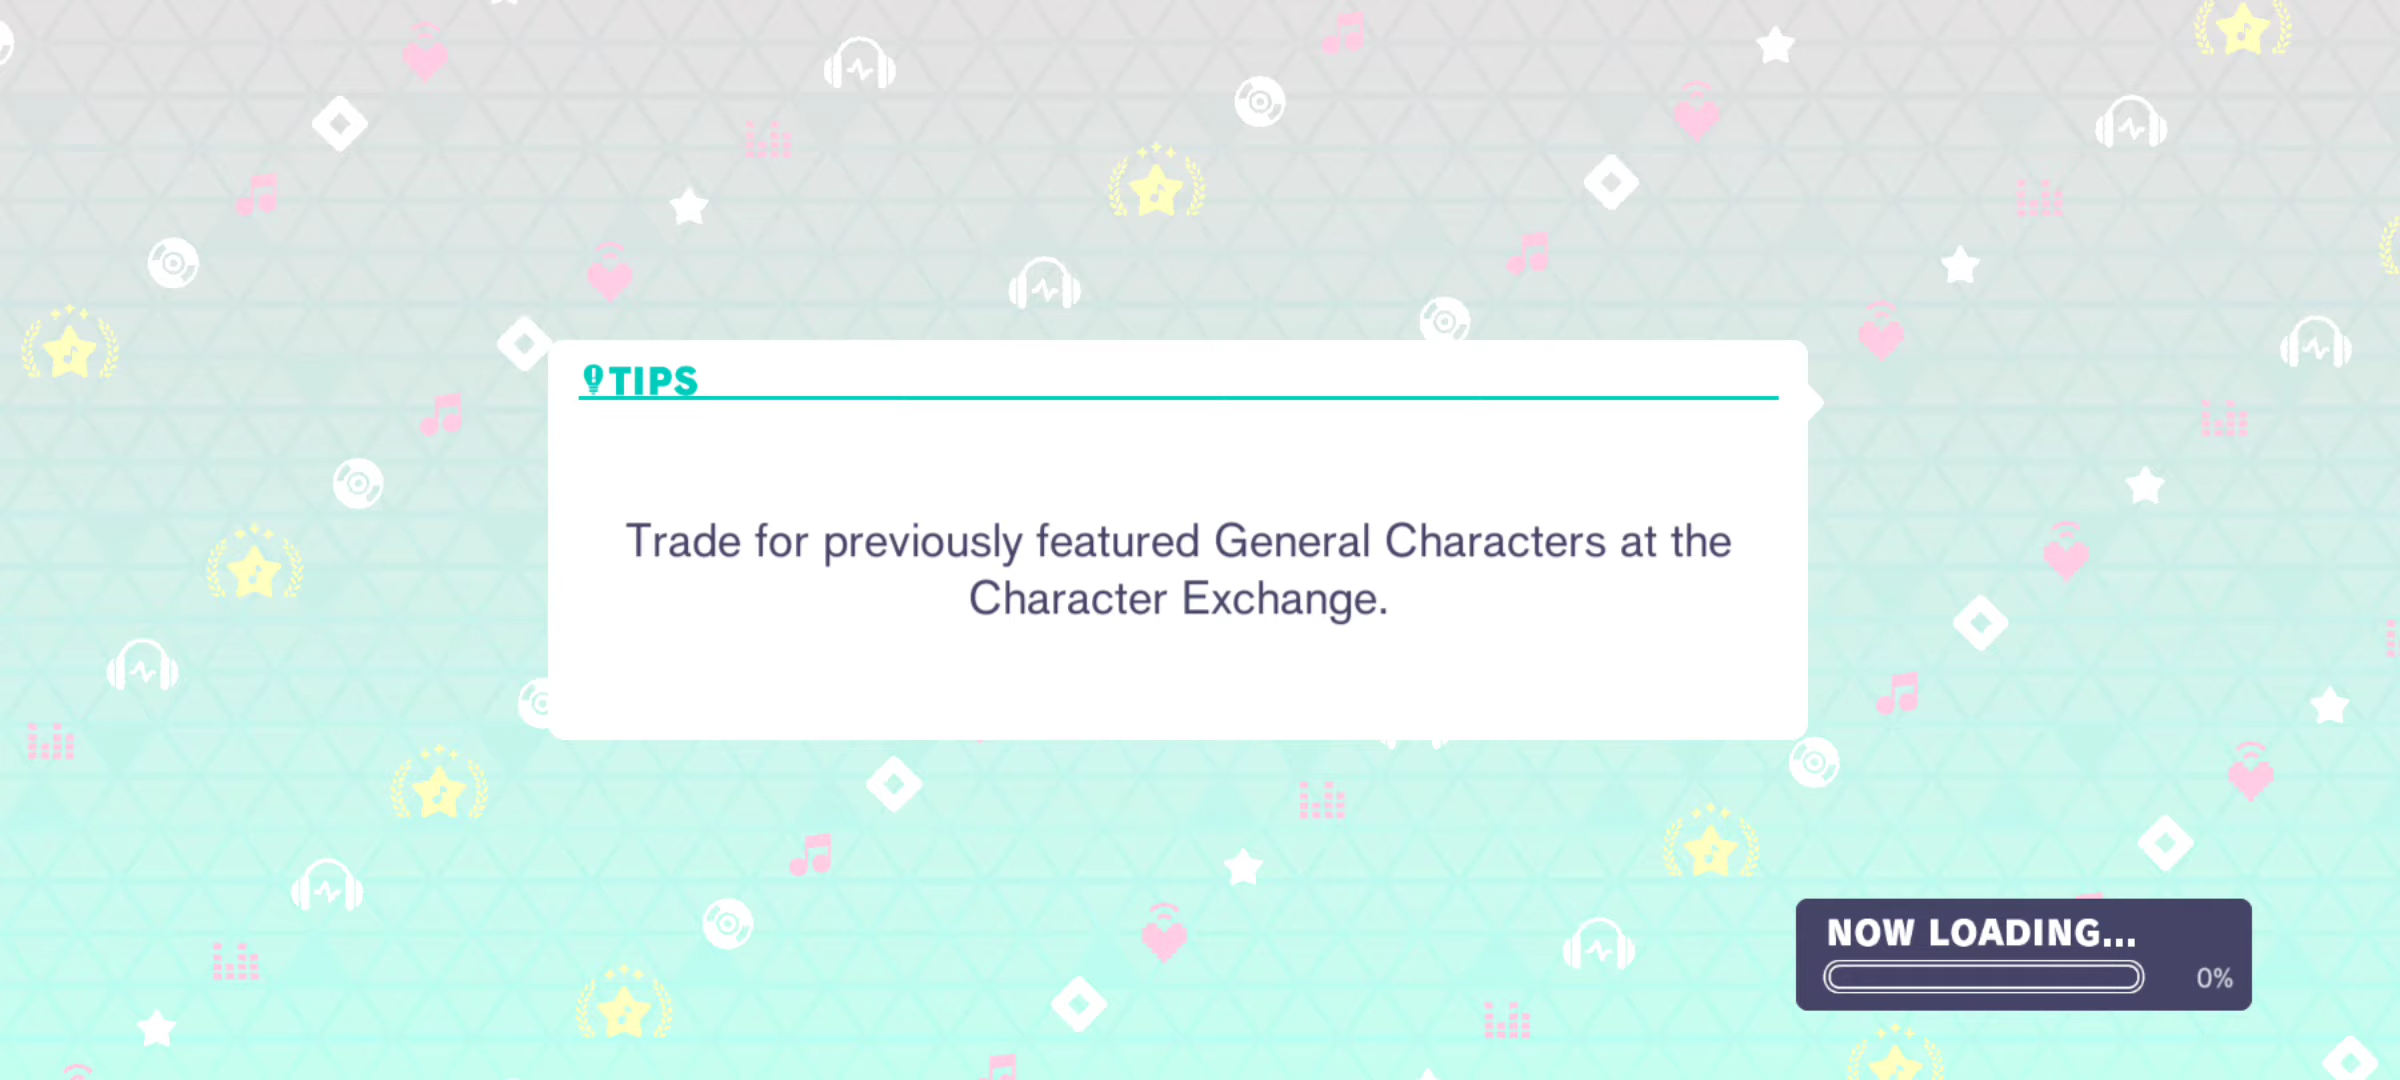 TIPS
Trade for previously featured General Characters at the
Character Exchange.
NOW LOADING...
0%